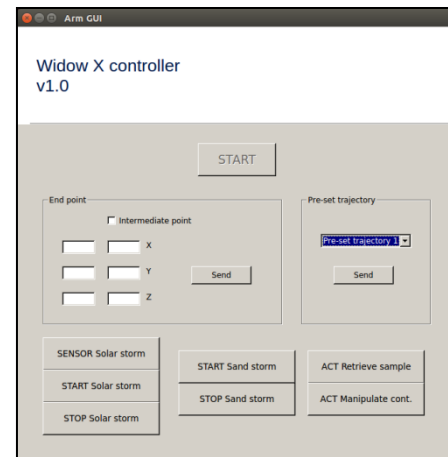 Arm GUI
Widow X controller
v1.0
START
End point
Intermediate point
X
Y
Z
Send
Pre-set trajectory
Pre-set trajectory 1
Send
SENSOR Solar storm
START Solar storm
STOP Solar storm
START Sand storm
STOP Sand storm
ACT Retrieve sample
ACT Manipulate cont.